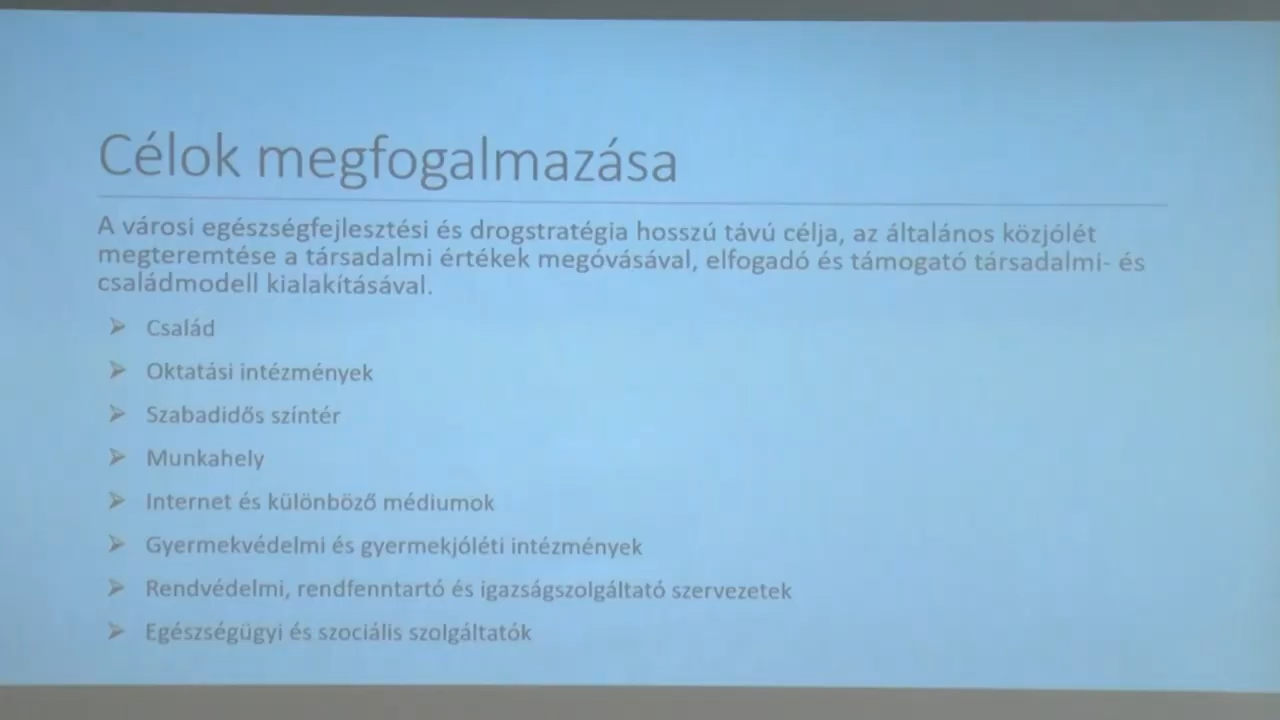 Célok megfogalmazása
A városi egészségfejlesztési és drogstratégia hosszú távú célja, az általános közjólét
megteremtése a társadalmi értékek megóvásával, elfogadó és támogató társadalmi- és
családmodell kialakításával.
Család
Oktatási intézmények
Szabadidős színtér
Munkahely
Internet és különböző médiumok
Gyermekvédelmi és gyermekjóléti intézmények
Rendvédelmi, rendfenntartó és igazságszolgáltató szervezetek
Egészségügyi és szociális szolgáltatók